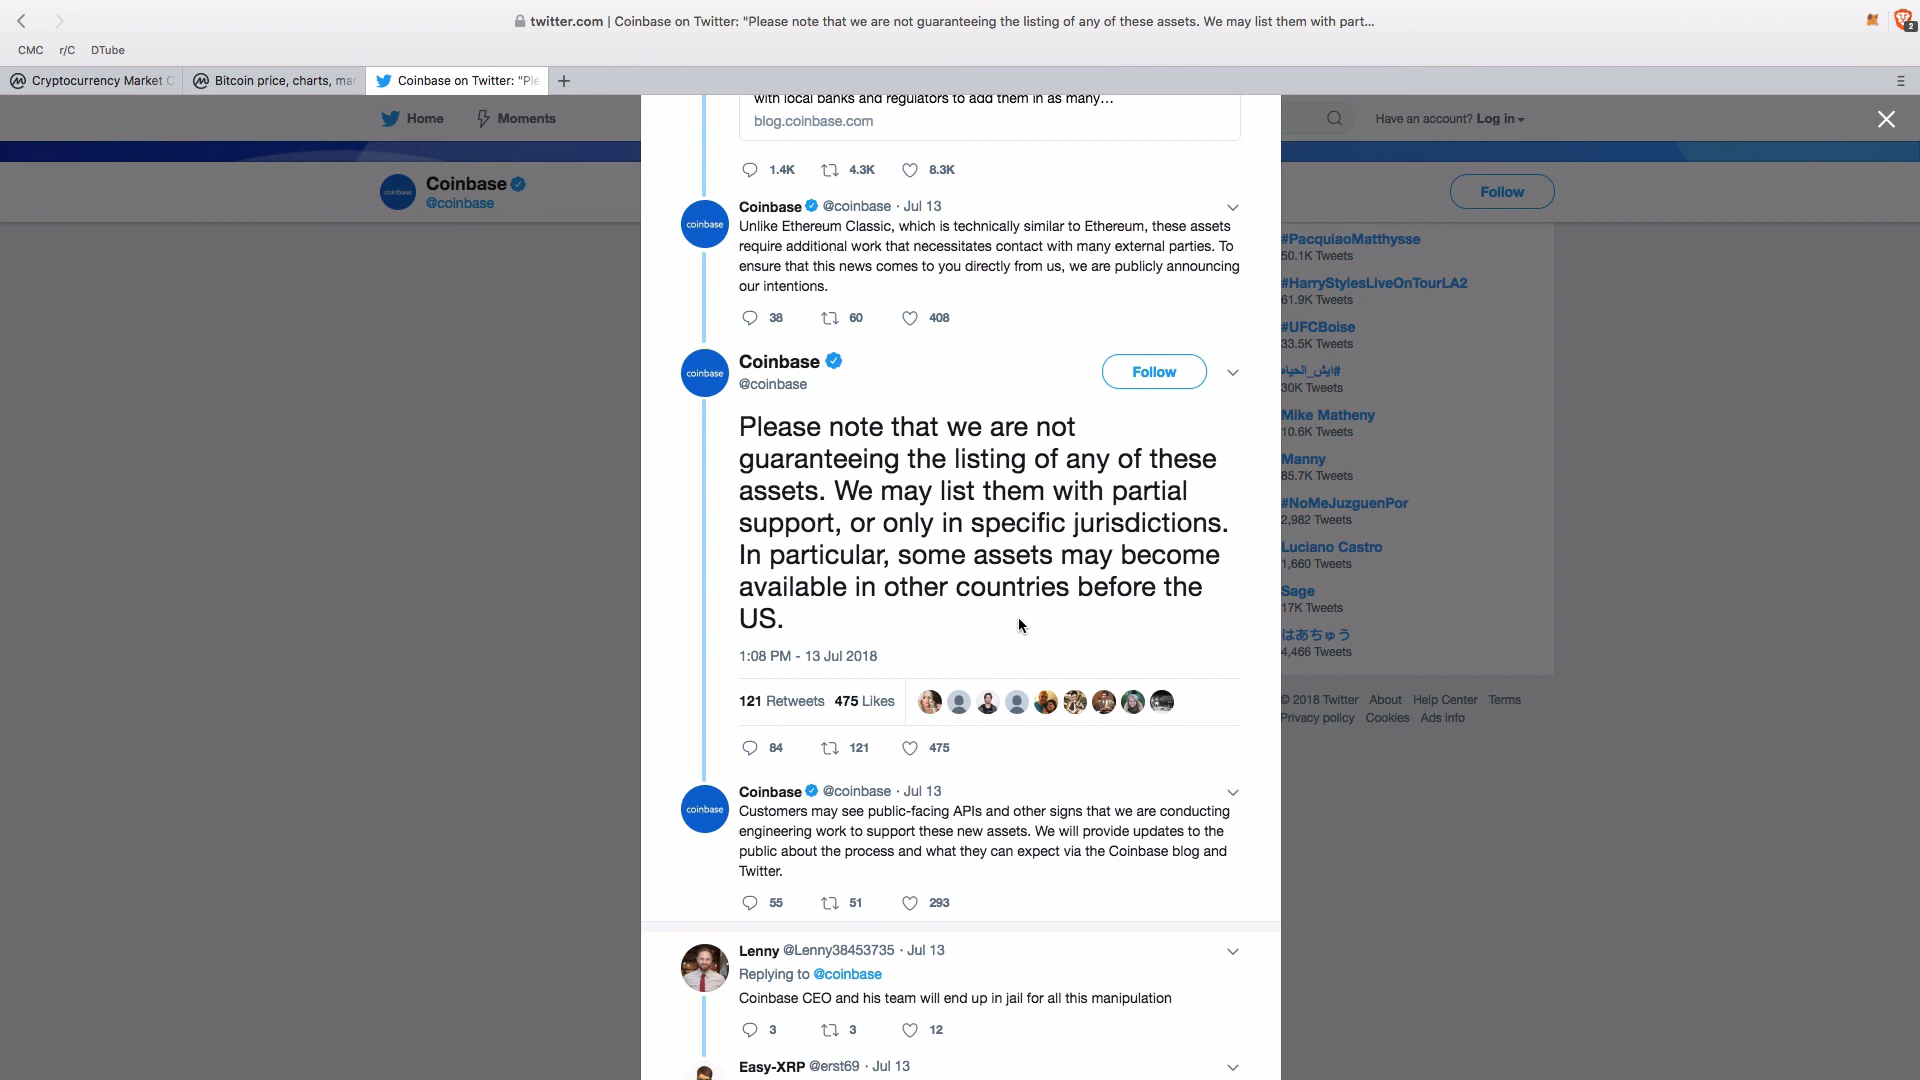 twitter.com | Coinbase on Twitter: "Please note that we are not guaranteeing the listing of any of these assets. We may list them with part...
2
CMC r/C DTube
Cryptocurrency Market C
Bitcoin price, charts, mar
Coinbase on Twitter: "Ple
Home Moments
Have an account? Log in
coinbase
Coinbase
@coinbase
Follow
with local banks and regulators to add them in as many...
blog.coinbase.com
1.4K 4.3K 8.3K
coinbase
Coinbase @coinbase · Jul 13
Unlike Ethereum Classic, which is technically similar to Ethereum, these assets
require additional work that necessitates contact with many external parties. To
ensure that this news comes to you directly from us, we are publicly announcing
our intentions.
38 60 408
coinbase
Coinbase
@coinbase
Follow
Please note that we are not
guaranteeing the listing of any of these
assets. We may list them with partial
support, or only in specific jurisdictions.
In particular, some assets may become
available in other countries before the
US.
1:08 PM - 13 Jul 2018
121 Retweets 475 Likes
84 121 475
coinbase
Coinbase @coinbase · Jul 13
Customers may see public-facing APIs and other signs that we are conducting
engineering work to support these new assets. We will provide updates to the
public about the process and what they can expect via the Coinbase blog and
Twitter.
55 51 293
Lenny @Lenny38453735 · Jul 13
Replying to @coinbase
Coinbase CEO and his team will end up in jail for all this manipulation
3 3 12
Easy-XRP @erst69 · Jul 13
#PacquiaoMatthysse
50.1K Tweets
#HarryStylesLiveOnTourLA2
61.9K Tweets
#UFCBoise
33.5K Tweets
#ايش_الحياه
30K Tweets
Mike Matheny
10.6K Tweets
Manny
85.7K Tweets
#NoMeJuzguenPor
2,982 Tweets
Luciano Castro
1,660 Tweets
Sage
17K Tweets
はあちゅう
4,466 Tweets
© 2018 Twitter About Help Center Terms
Privacy policy Cookies Ads info